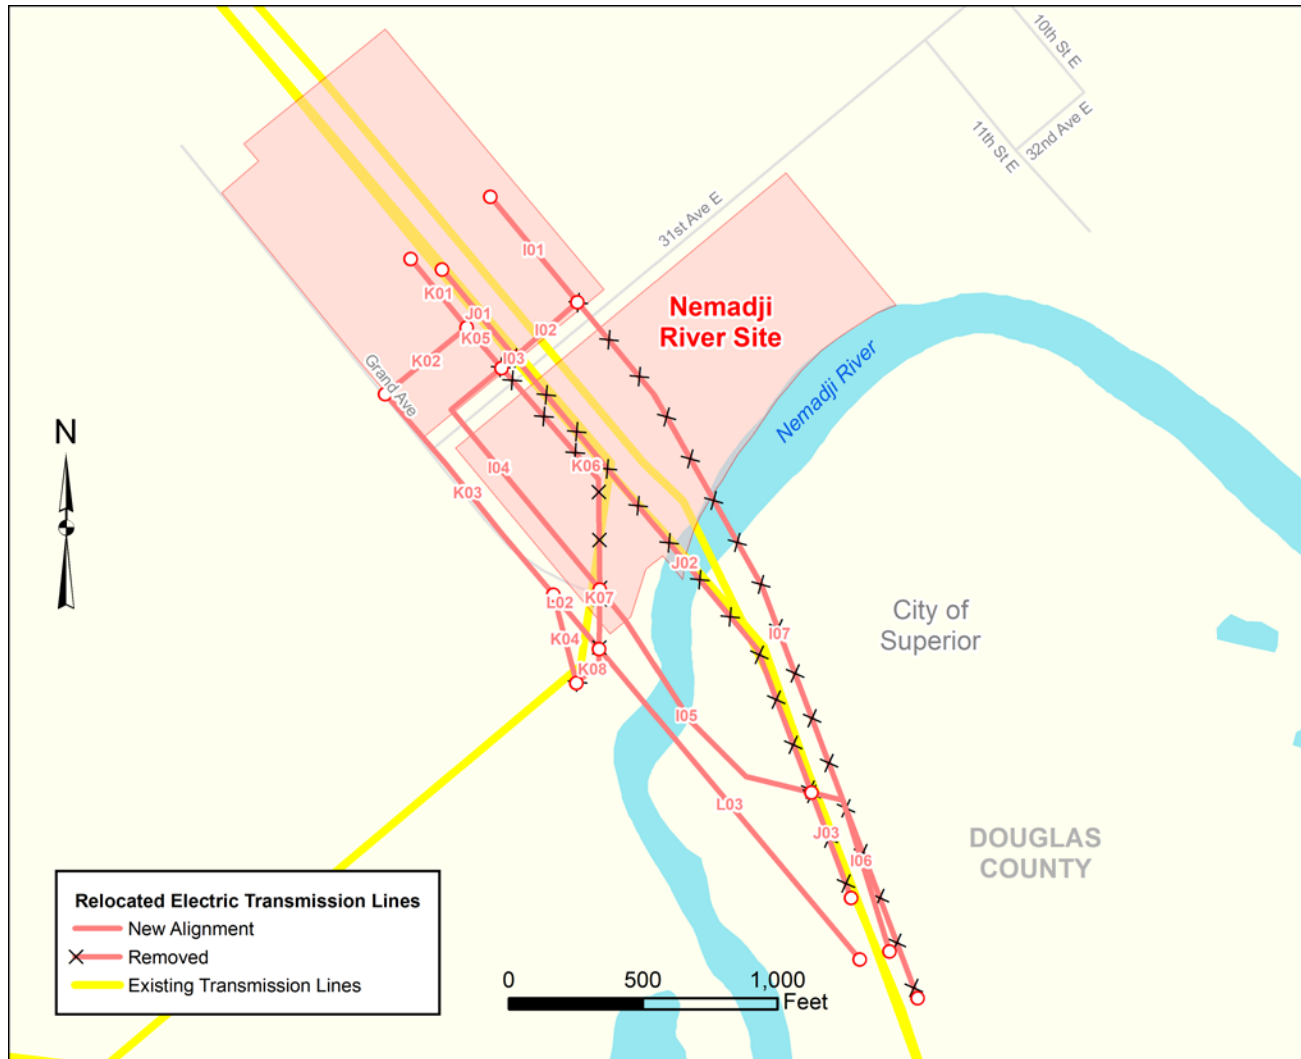 10th St E
11th St E
32nd Ave E
31st Ave E
I01
Nemadji
River Site
K01
J01
I02
K05
I03
K02
Grand Ave
Nemadji River
N
K06
I04
K03
J02
K07
L02
K04
I07
City of
Superior
K08
I05
L03
J03
I06
DOUGLAS
COUNTY
Relocated Electric Transmission Lines
New Alignment
Removed
Existing Transmission Lines
0 500 1,000
Feet